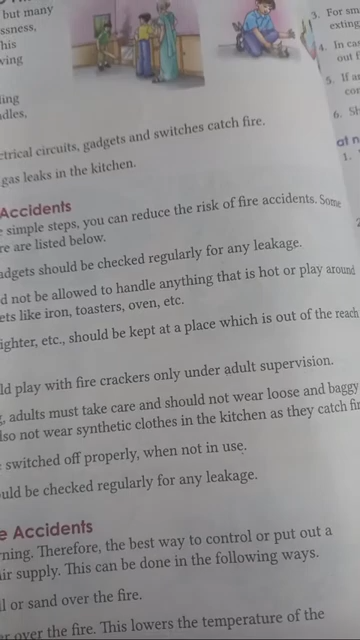 but many
ssness,
his
ving
ing
dles,
ctrical circuits, gadgets and switches catch fire.
gas leaks in the kitchen.
Accidents
simple steps, you can reduce the risk of fire accidents. Some
re are listed below.
adgets should be checked regularly for any leakage.
d not be allowed to handle anything that is hot or play around
ets like iron, toasters, oven, etc.
ighter, etc., should be kept at a place which is out of the reach
ld play with fire crackers only under adult supervision.
g, adults must take care and should not wear loose and baggy
lso not wear synthetic clothes in the kitchen as they catch fir
switched off properly, when not in use.
uld be checked regularly for any leakage.
e Accidents
rning. Therefore, the best way to control or put out a
ir supply. This can be done in the following ways.
il or sand over the fire.
er over the fire. This lowers the temperature of the
3. For sm
exting
4. In ca
out f
5. If a
co
6. Sh
at n
1.
2